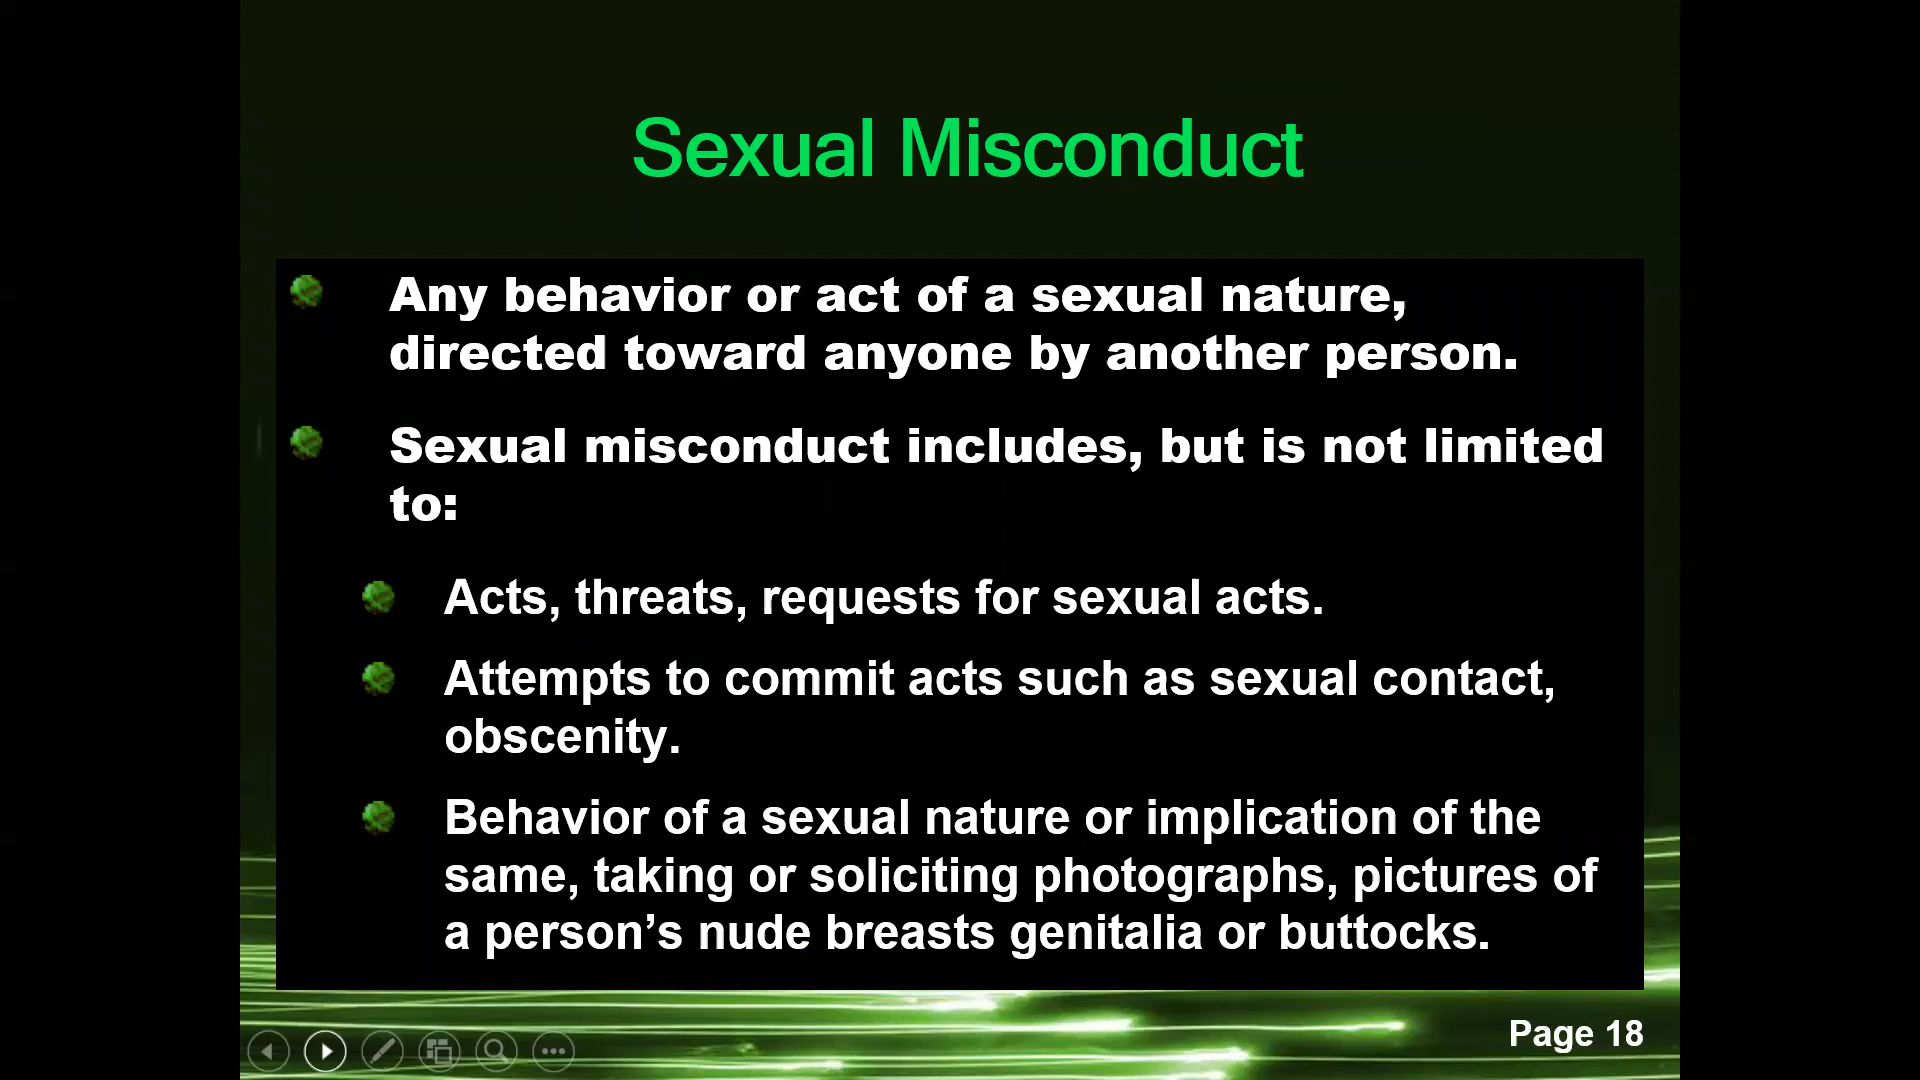 Sexual Misconduct
Any behavior or act of a sexual nature,
directed toward anyone by another person.
Sexual misconduct includes, but is not limited
to:
Acts, threats, requests for sexual acts.
Attempts to commit acts such as sexual contact,
obscenity.
Behavior of a sexual nature or implication of the
same, taking or soliciting photographs, pictures of
a person’s nude breasts genitalia or buttocks.
Page 18